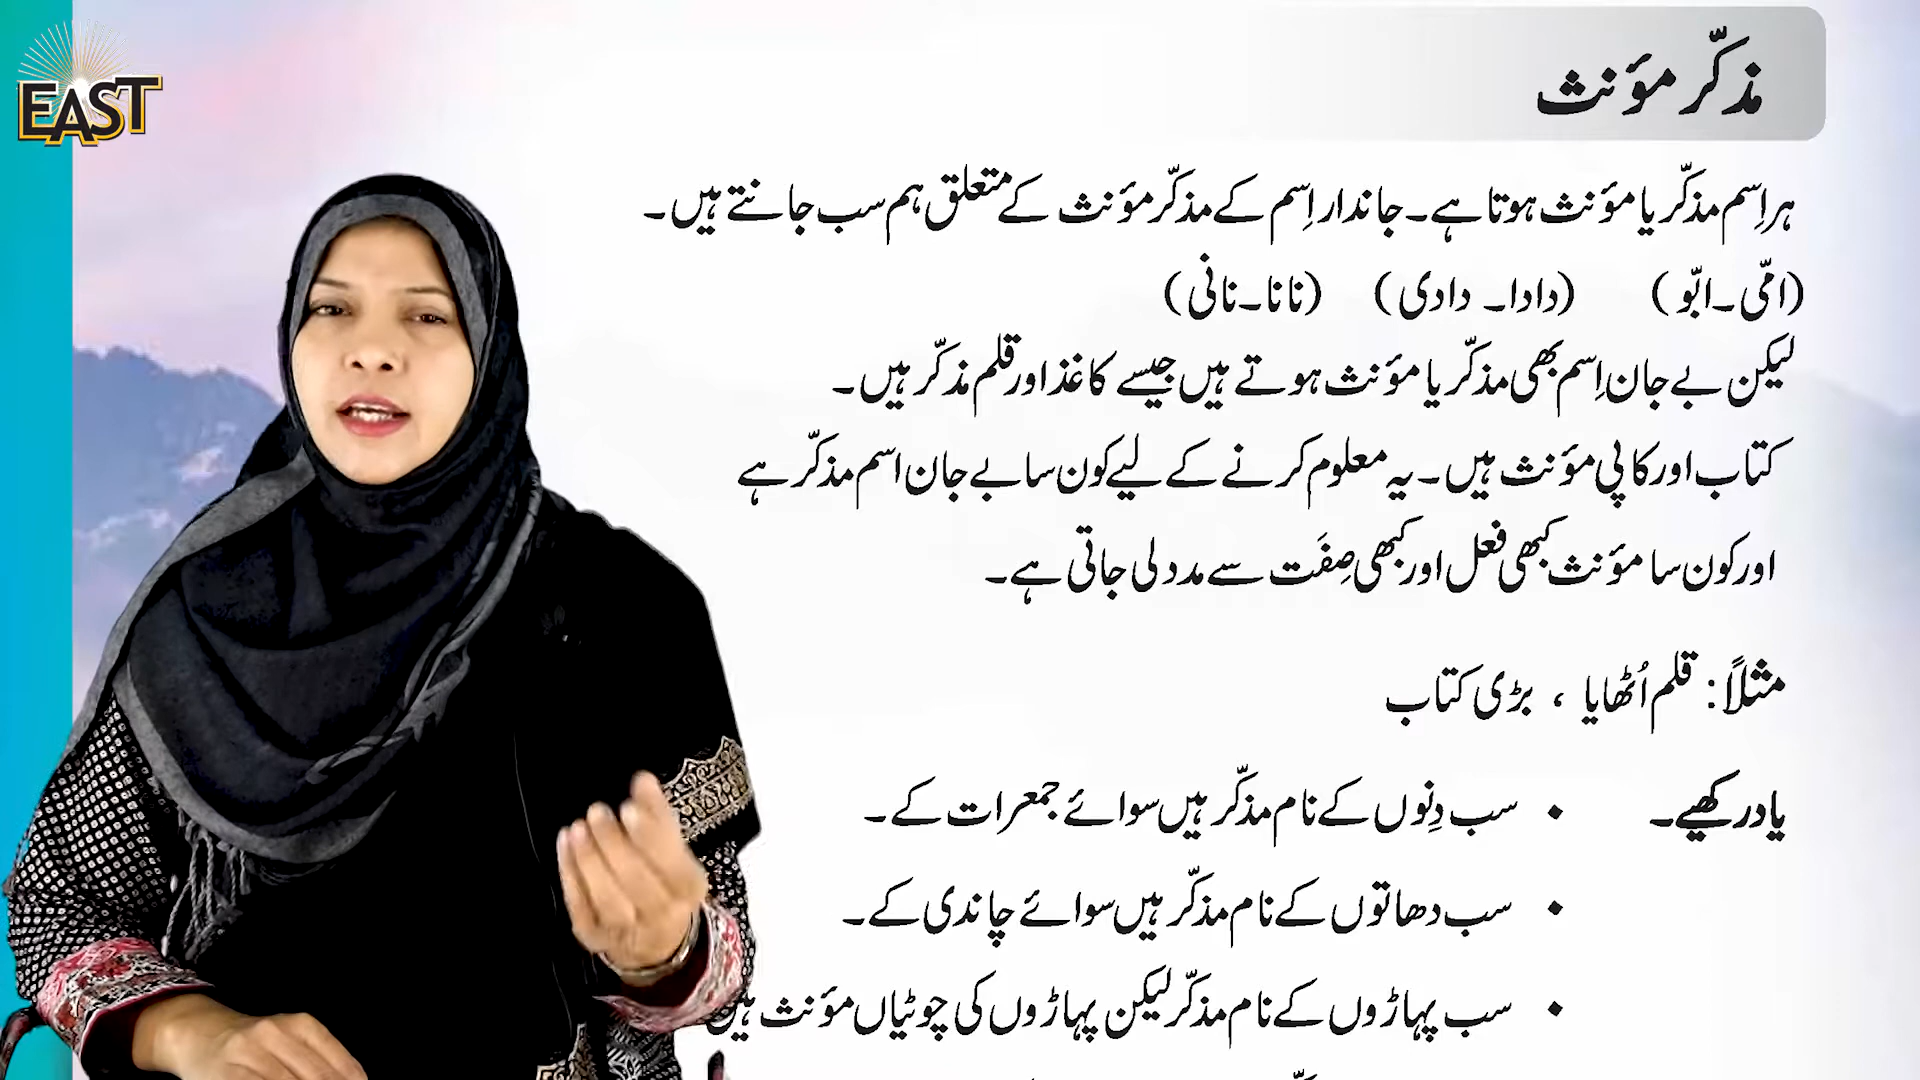 EAST
مذکّر مؤنث
ہر اِسم مذکّر یا مؤنث ہوتا ہے۔ جاندار اِسم کے مذکّر مؤنث کے متعلق ہم سب جانتے ہیں۔
(امّی۔ ابّو) (دادا۔ دادی) (نانا۔ نانی)
لیکن بے جان اِسم بھی مذکّر یا مؤنث ہوتے ہیں جیسے کاغذ اور قلم مذکّر ہیں۔
کتاب اور کاپی مؤنث ہیں۔ یہ معلوم کرنے کے لیے کون سا بے جان اسم مذکّر ہے
اور کون سا مؤنث کبھی فعل اور کبھی صِفَت سے مدد لی جاتی ہے۔
مثلاً: قلم اُٹھایا ، بڑی کتاب
یاد رکھیے۔ • سب دِنوں کے نام مذکّر ہیں سوائے جمعرات کے۔
• سب دھاتوں کے نام مذکّر ہیں سوائے چاندی کے۔
• سب پہاڑوں کے نام مذکّر لیکن پہاڑوں کی چوٹیاں مؤنث ہیں